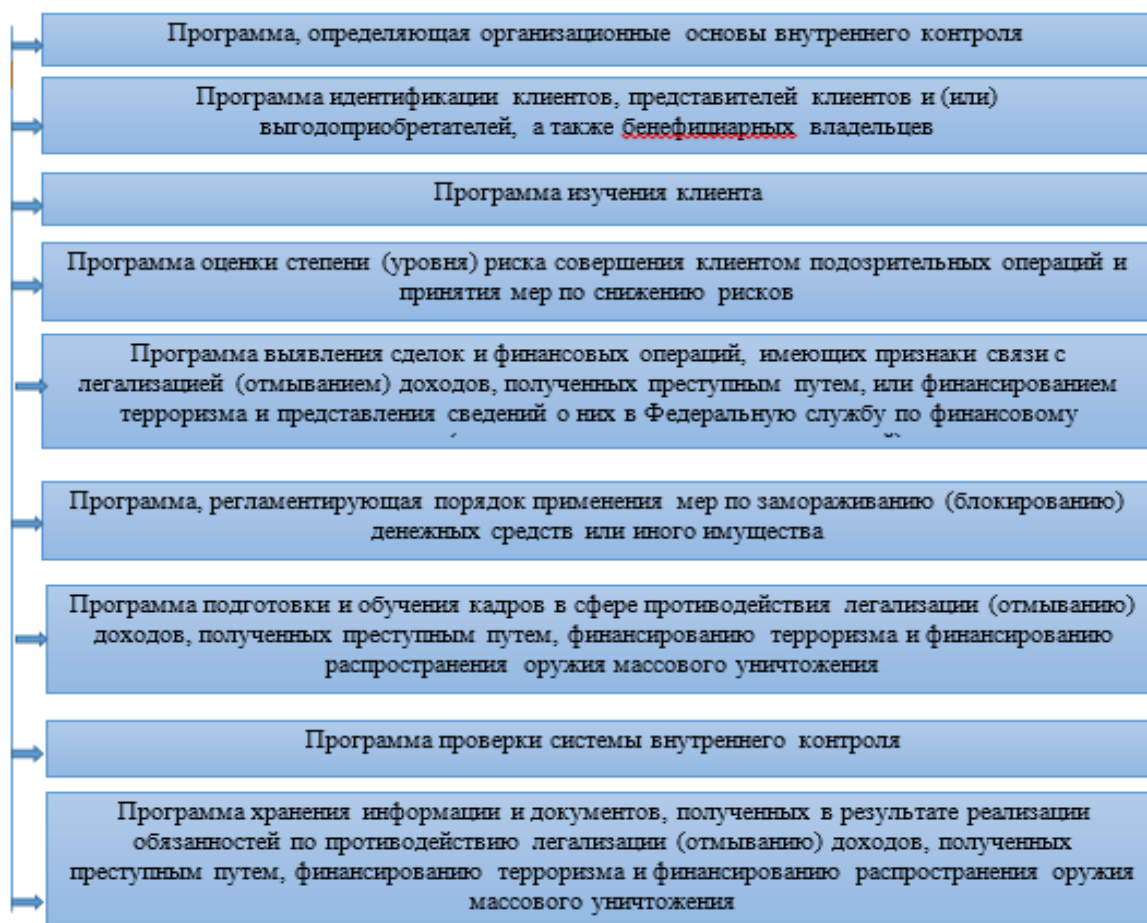 Программа, определяющая организационные основы внутреннего контроля
Программа идентификации клиентов, представителей клиентов и (или)
выгодоприобретателей, а также бенефициарных владельцев
Программа изучения клиента
Программа оценки степени (уровня) риска совершения клиентом подозрительных операций и
принятия мер по снижению рисков
Программа выявления сделок и финансовых операций, имеющих признаки связи с
легализацией (отмыванием) доходов, полученных преступным путем, или финансированием
терроризма и представления сведений о них в Федеральную службу по финансовому
Программа, регламентирующая порядок применения мер по замораживанию (блокированию)
денежных средств или иного имущества
Программа подготовки и обучения кадров в сфере противодействия легализации (отмыванию)
доходов, полученных преступным путем, финансированию терроризма и финансированию
распространения оружия массового уничтожения
Программа проверки системы внутреннего контроля
Программа хранения информации и документов, полученных в результате реализации
обязанностей по противодействию легализации (отмыванию) доходов, полученных
преступным путем, финансированию терроризма и финансированию распространения оружия
массового уничтожения